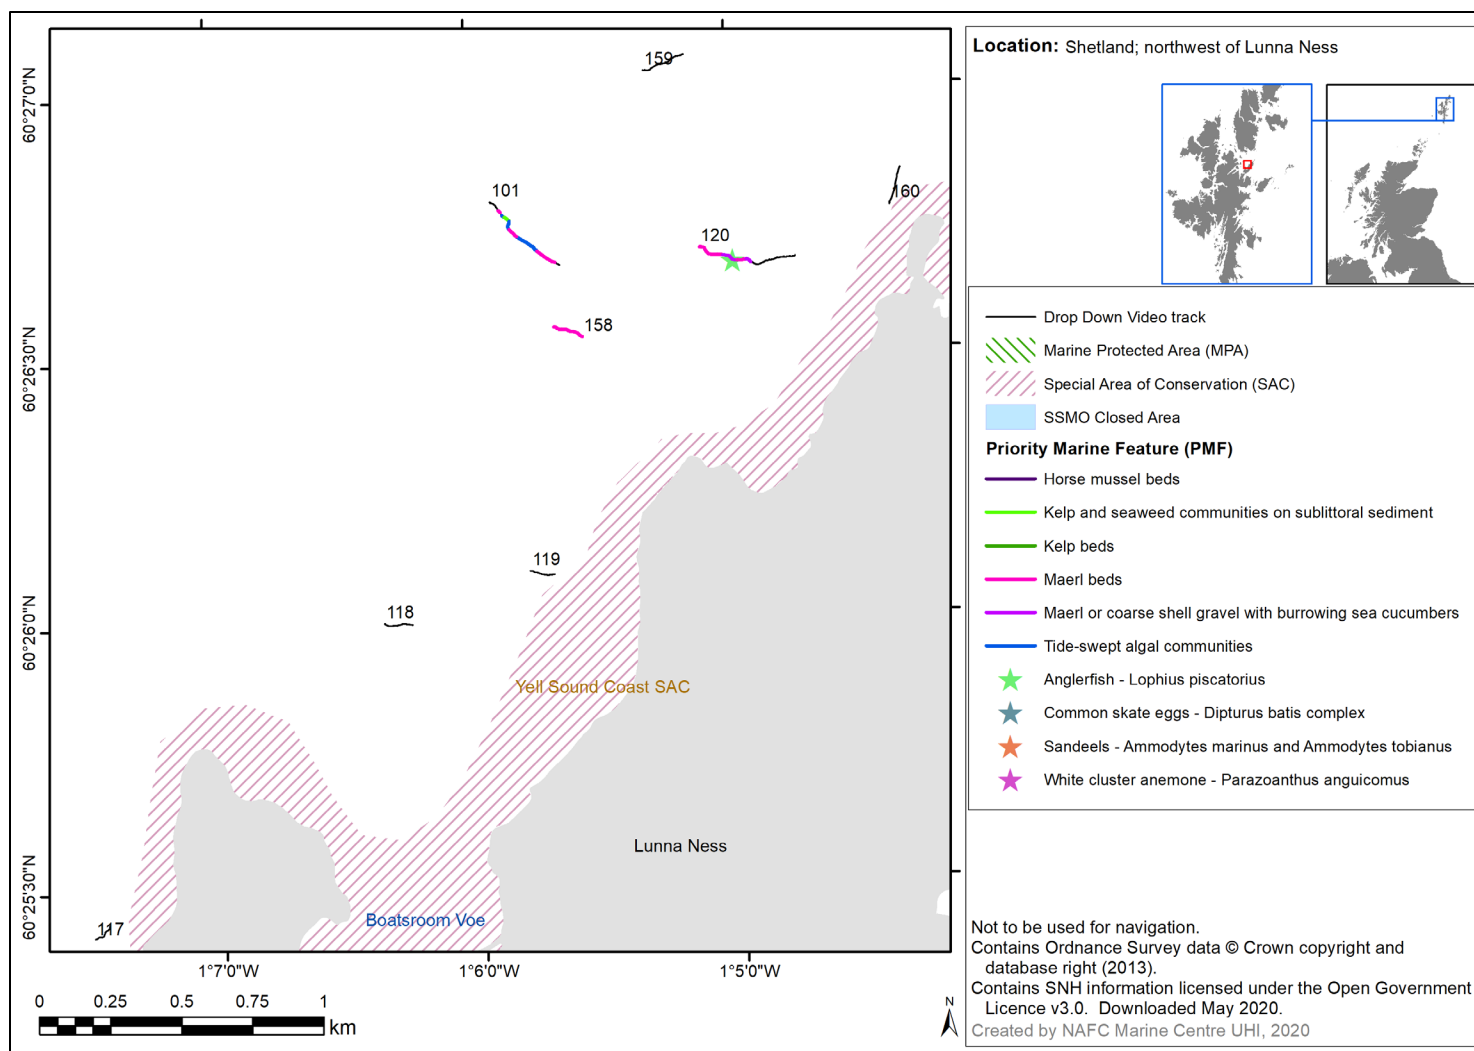 159
101
160
120
158
119
118
Yell Sound Coast SAC
Lunna Ness
Boatsroom Voe
117
60°27'0"N
60°26'30"N
60°26'0"N
60°25'30"N
1°7'0"W
1°6'0"W
1°5'0"W
0 0.25 0.5 0.75 1
km
N
Location: Shetland; northwest of Lunna Ness
Drop Down Video track
Marine Protected Area (MPA)
Special Area of Conservation (SAC)
SSMO Closed Area
Priority Marine Feature (PMF)
Horse mussel beds
Kelp and seaweed communities on sublittoral sediment
Kelp beds
Maerl beds
Maerl or coarse shell gravel with burrowing sea cucumbers
Tide-swept algal communities
Anglerfish - Lophius piscatorius
Common skate eggs - Dipturus batis complex
Sandeels - Ammodytes marinus and Ammodytes tobianus
White cluster anemone - Parazoanthus anguicomus
Not to be used for navigation.
Contains Ordnance Survey data © Crown copyright and
database right (2013).
Contains SNH information licensed under the Open Government
Licence v3.0. Downloaded May 2020.
Created by NAFC Marine Centre UHI, 2020